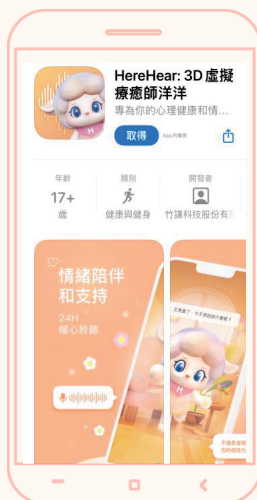 HereHear: 3D 虛擬
療癒師洋洋
專為你的心理健康和情...
取得
App內購買
年齡
類別
開發者
17+
歲
健康與健身
竹謙科技股份有
情緒陪伴
和支持
24H
暖心聆聽